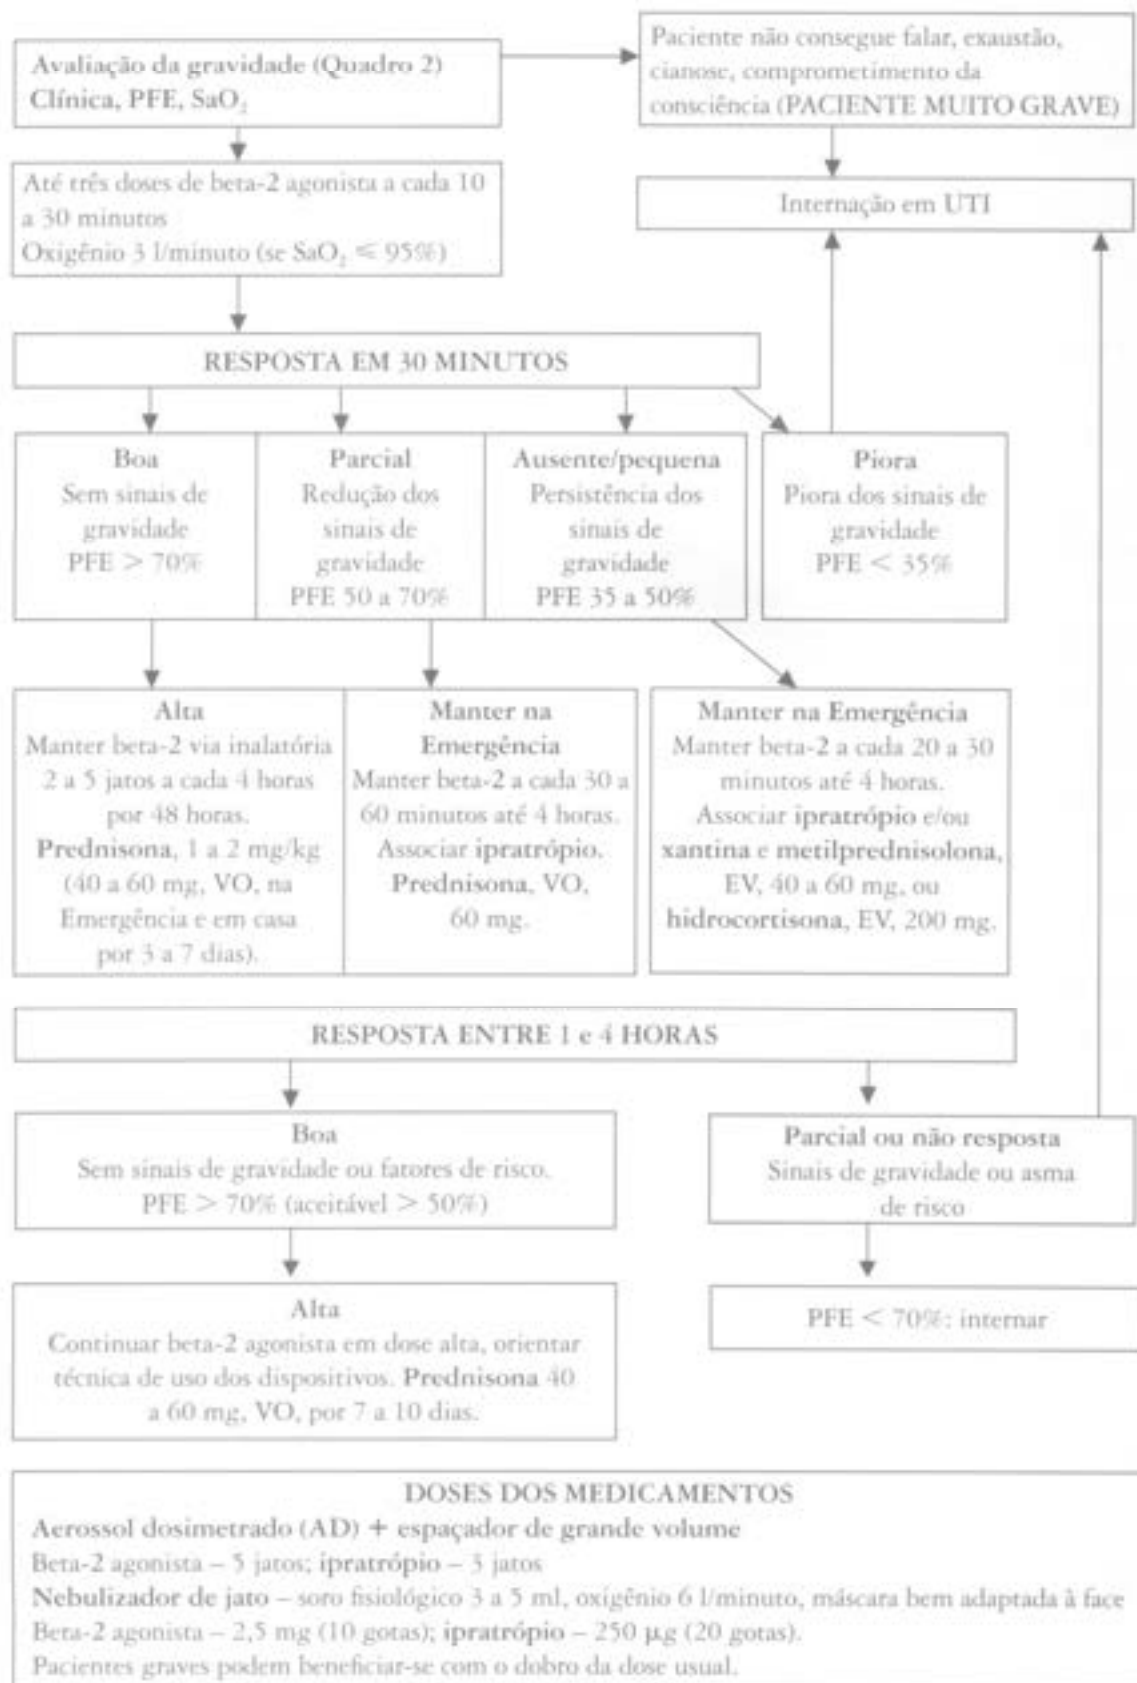 Avaliação da gravidade (Quadro 2)
Clínica, PFE, SaO₂
Paciente não consegue falar, exaustão,
cianose, comprometimento da
consciência (PACIENTE MUITO GRAVE)
Até três doses de beta-2 agonista a cada 10
a 30 minutos
Oxigênio 3 l/minuto (se SaO₂ ⩽ 95%)
Internação em UTI
RESPOSTA EM 30 MINUTOS
Boa
Sem sinais de
gravidade
PFE > 70%
Parcial
Redução dos
sinais de
gravidade
PFE 50 a 70%
Ausente/pequena
Persistência dos
sinais de
gravidade
PFE 35 a 50%
Piora
Piora dos sinais de
gravidade
PFE < 35%
Alta
Manter beta-2 via inalatória
2 a 5 jatos a cada 4 horas
por 48 horas.
Prednisona, 1 a 2 mg/kg
(40 a 60 mg, VO, na
Emergência e em casa
por 3 a 7 dias).
Manter na
Emergência
Manter beta-2 a cada 30 a
60 minutos até 4 horas.
Associar ipratrópio.
Prednisona, VO,
60 mg.
Manter na Emergência
Manter beta-2 a cada 20 a 30
minutos até 4 horas.
Associar ipratrópio e/ou
xantina e metilprednisolona,
EV, 40 a 60 mg, ou
hidrocortisona, EV, 200 mg.
RESPOSTA ENTRE 1 e 4 HORAS
Boa
Sem sinais de gravidade ou fatores de risco.
PFE > 70% (aceitável > 50%)
Parcial ou não resposta
Sinais de gravidade ou asma
de risco
Alta
Continuar beta-2 agonista em dose alta, orientar
técnica de uso dos dispositivos. Prednisona 40
a 60 mg, VO, por 7 a 10 dias.
PFE < 70%: internar
DOSES DOS MEDICAMENTOS
Aerossol dosimetrado (AD) + espaçador de grande volume
Beta-2 agonista – 5 jatos; ipratrópio – 3 jatos
Nebulizador de jato – soro fisiológico 3 a 5 ml, oxigênio 6 l/minuto, máscara bem adaptada à face
Beta-2 agonista – 2,5 mg (10 gotas); ipratrópio – 250 µg (20 gotas).
Pacientes graves podem beneficiar-se com o dobro da dose usual.